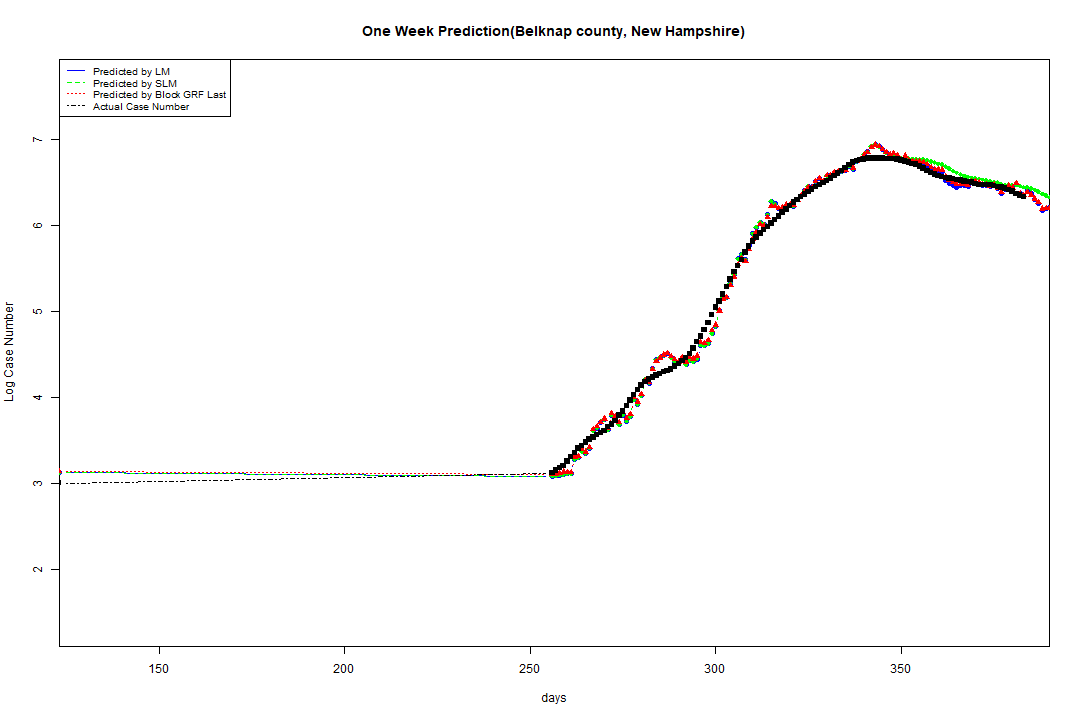 One Week Prediction(Belknap county, New Hampshire)
Predicted by LM
Predicted by SLM
Predicted by Block GRF Last
Actual Case Number
7
6
5
4
3
2
Log Case Number
150 200 250 300 350
days